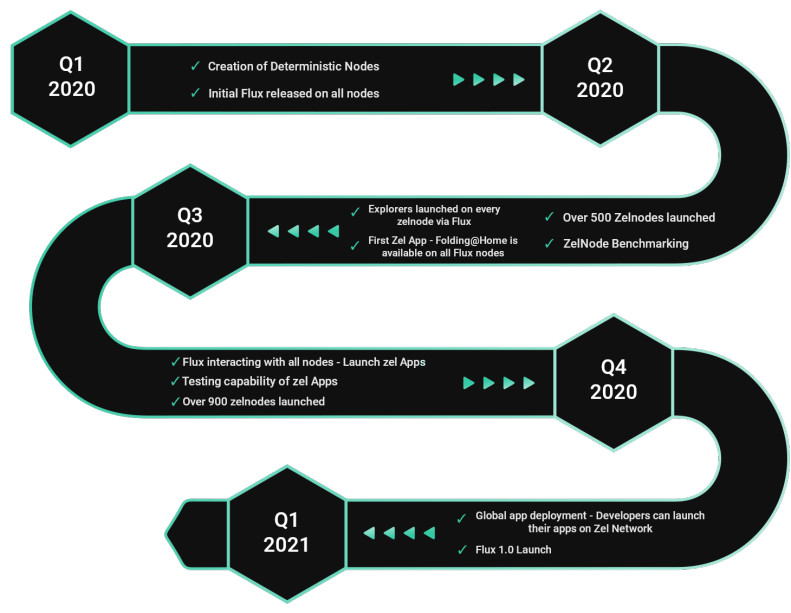 Q1
2020
Creation of Deterministic Nodes
Initial Flux released on all nodes
Q2
2020
Over 500 Zelnodes launched
ZelNode Benchmarking
Explorers launched on every
zelnode via Flux
First Zel App - Folding@Home is
available on all Flux nodes
Q3
2020
Flux interacting with all nodes - Launch zel Apps
Testing capability of zel Apps
Over 900 zelnodes launched
Q4
2020
Global app deployment - Developers can launch
their apps on Zel Network
Flux 1.0 Launch
Q1
2021